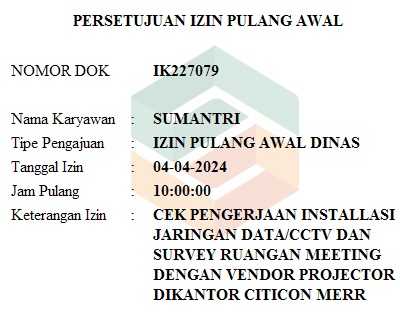 PERSETUJUAN IZIN PULANG AWAL
NOMOR DOK IK227079
Nama Karyawan : SUMANTRI
Tipe Pengajuan : IZIN PULANG AWAL DINAS
Tanggal Izin : 04-04-2024
Jam Pulang : 10:00:00
Keterangan Izin : CEK PENGERJAAN INSTALLASI
JARINGAN DATA/CCTV DAN
SURVEY RUANGAN MEETING
DENGAN VENDOR PROJECTOR
DIKANTOR CITICON MERR